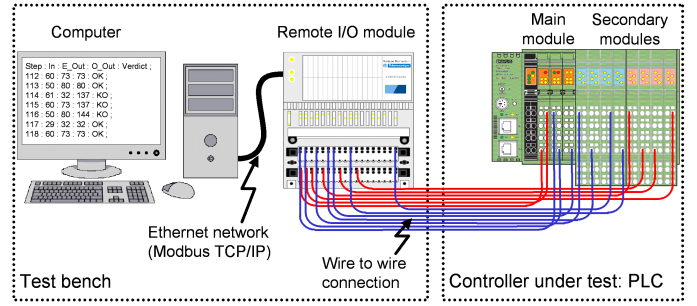 Computer
Remote I/O module
Main module
Secondary modules
Step : In : E_Out : O_Out : Verdict ;
112 : 60 : 73 : 73 : OK ;
113 : 50 : 80 : 80 : OK ;
114 : 61 : 32 : 137 : KO ;
115 : 60 : 73 : 137 : KO ;
116 : 50 : 80 : 144 : KO ;
117 : 29 : 32 : 32 : OK ;
118 : 60 : 73 : 73 : OK ;
Ethernet network
(Modbus TCP/IP)
Wire to wire
connection
Test bench
Controller under test: PLC